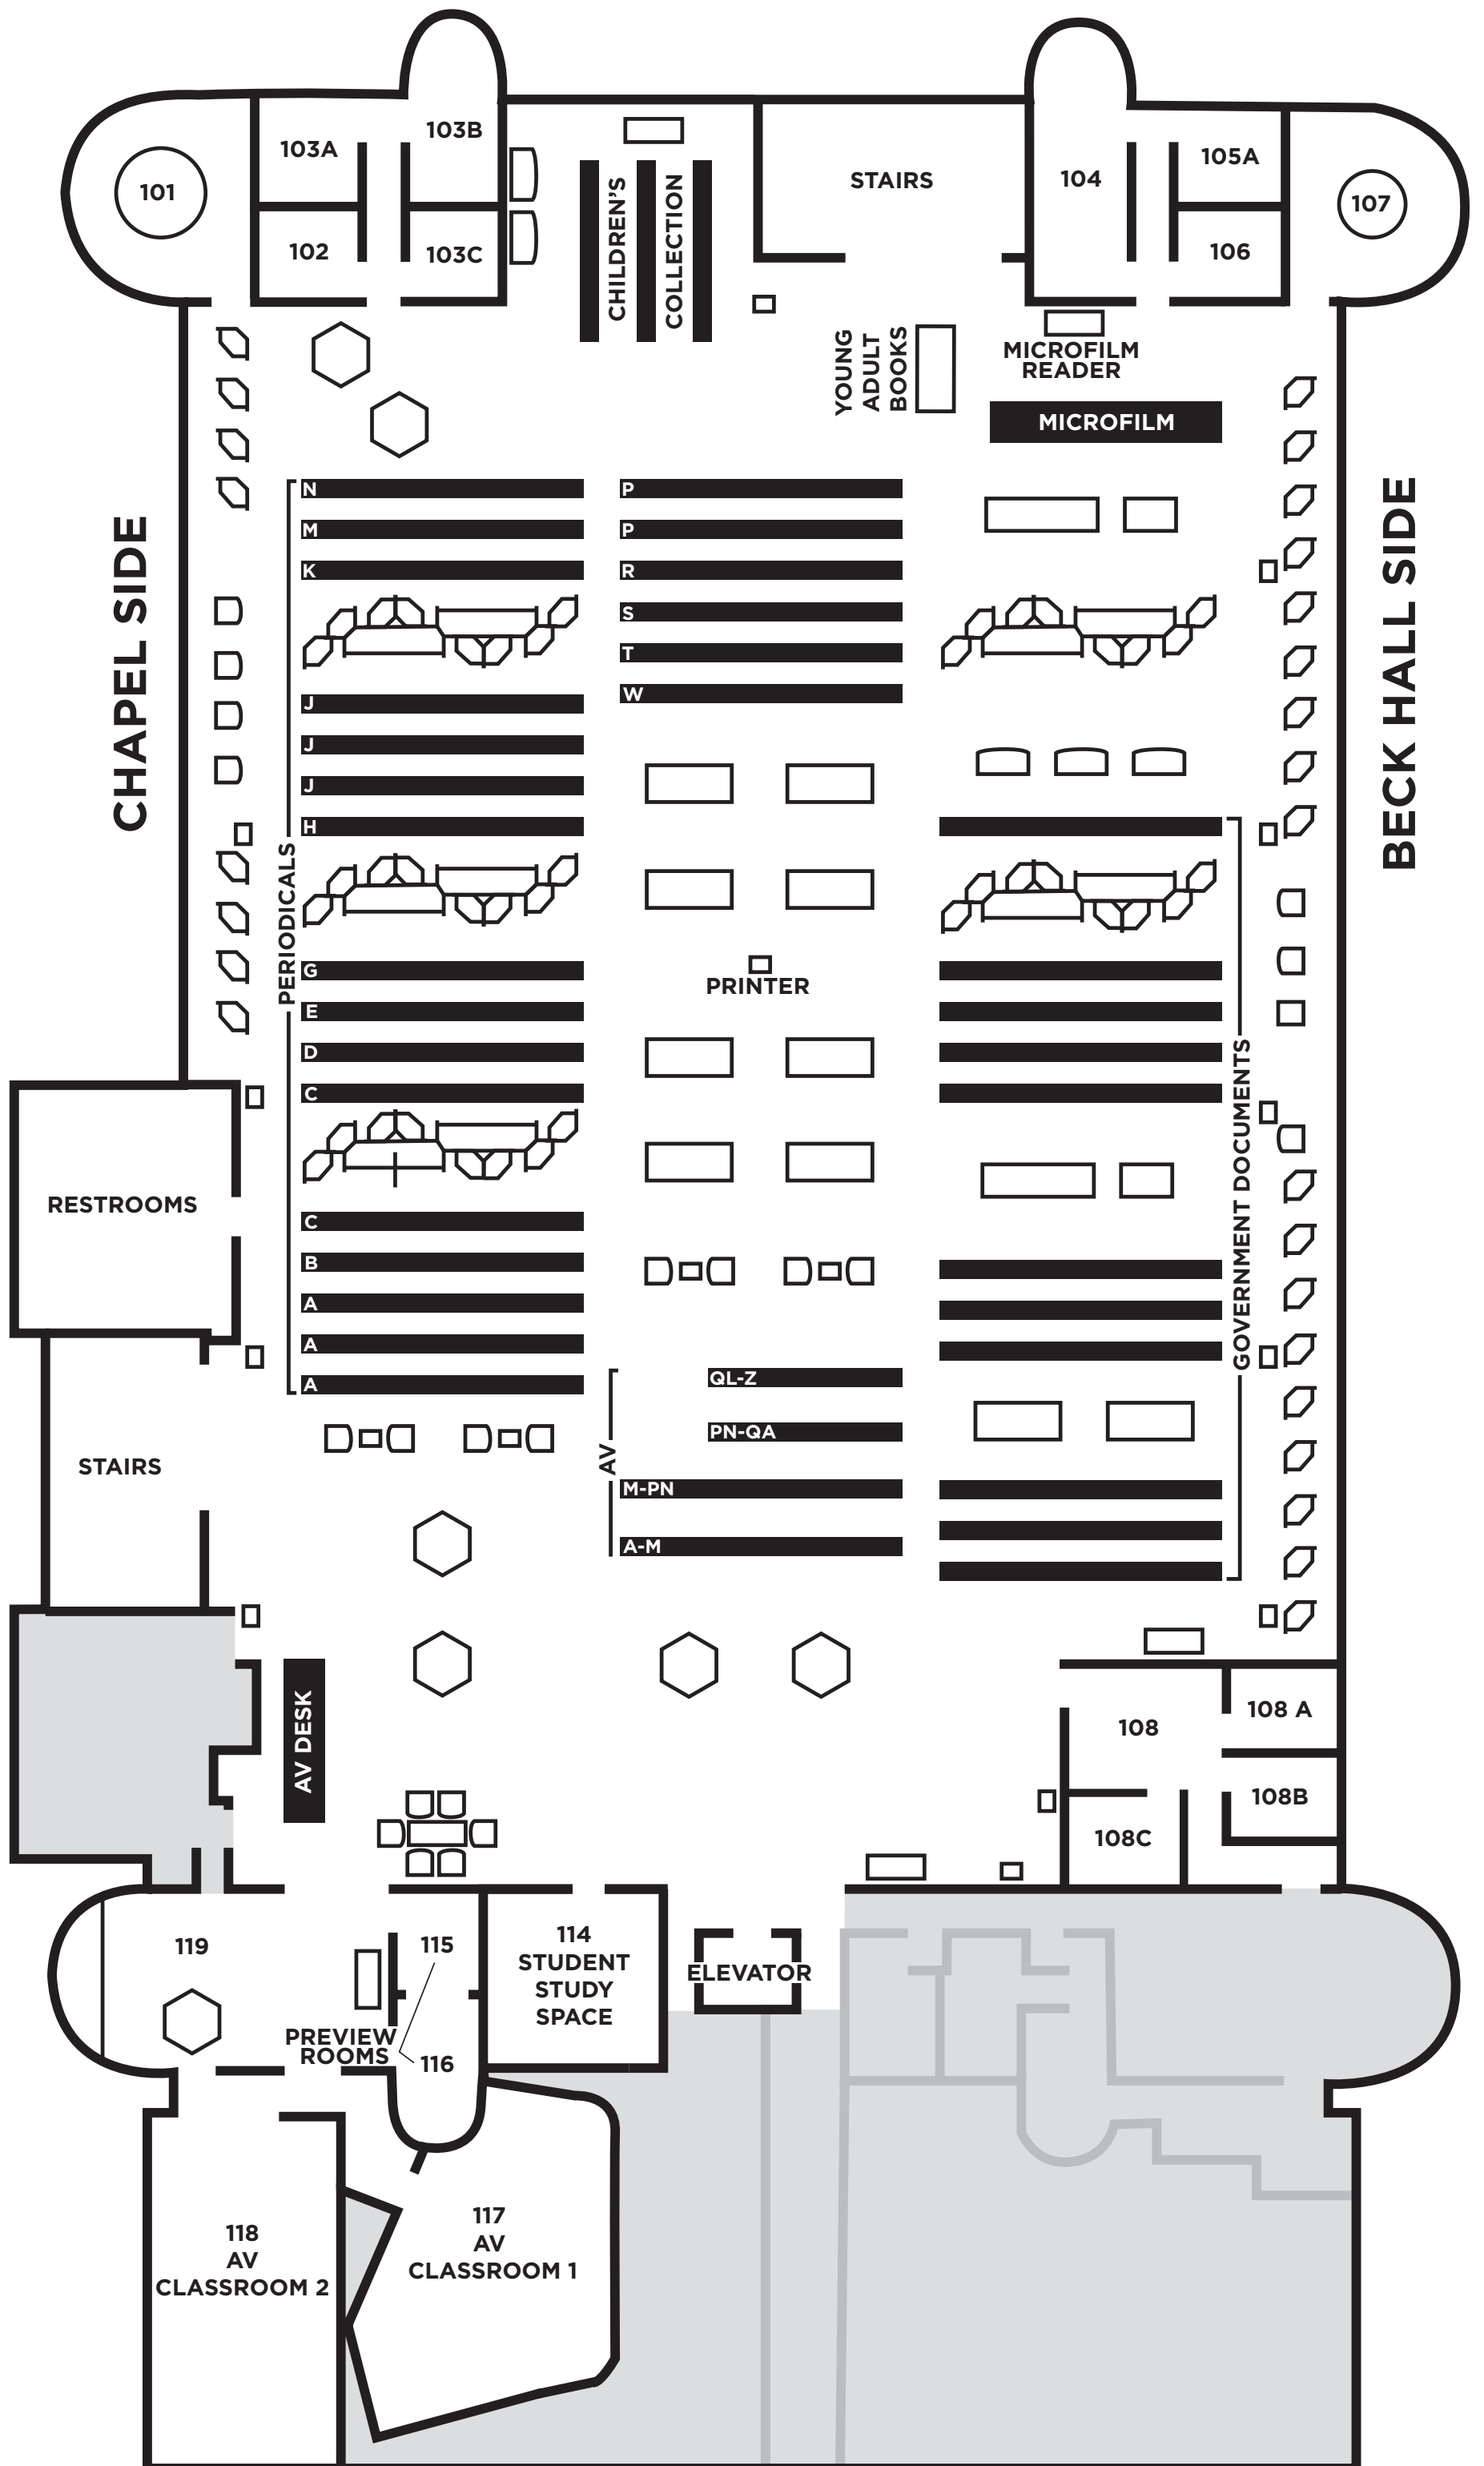 103B
103A
101
102
103C
CHILDREN'S
COLLECTION
STAIRS
104
105A
106
107
YOUNG
ADULT
BOOKS
MICROFILM
READER
MICROFILM
CHAPEL SIDE
BECK HALL SIDE
PERIODICALS
N
M
K
J
J
J
H
G
E
D
C
C
B
A
A
A
P
P
R
S
T
W
PRINTER
GOVERNMENT DOCUMENTS
RESTROOMS
STAIRS
AV
QL-Z
PN-QA
M-PN
A-M
AV DESK
108
108 A
108B
108C
119
115
PREVIEW
ROOMS
116
114
STUDENT
STUDY
SPACE
ELEVATOR
118
AV
CLASSROOM 2
117
AV
CLASSROOM 1